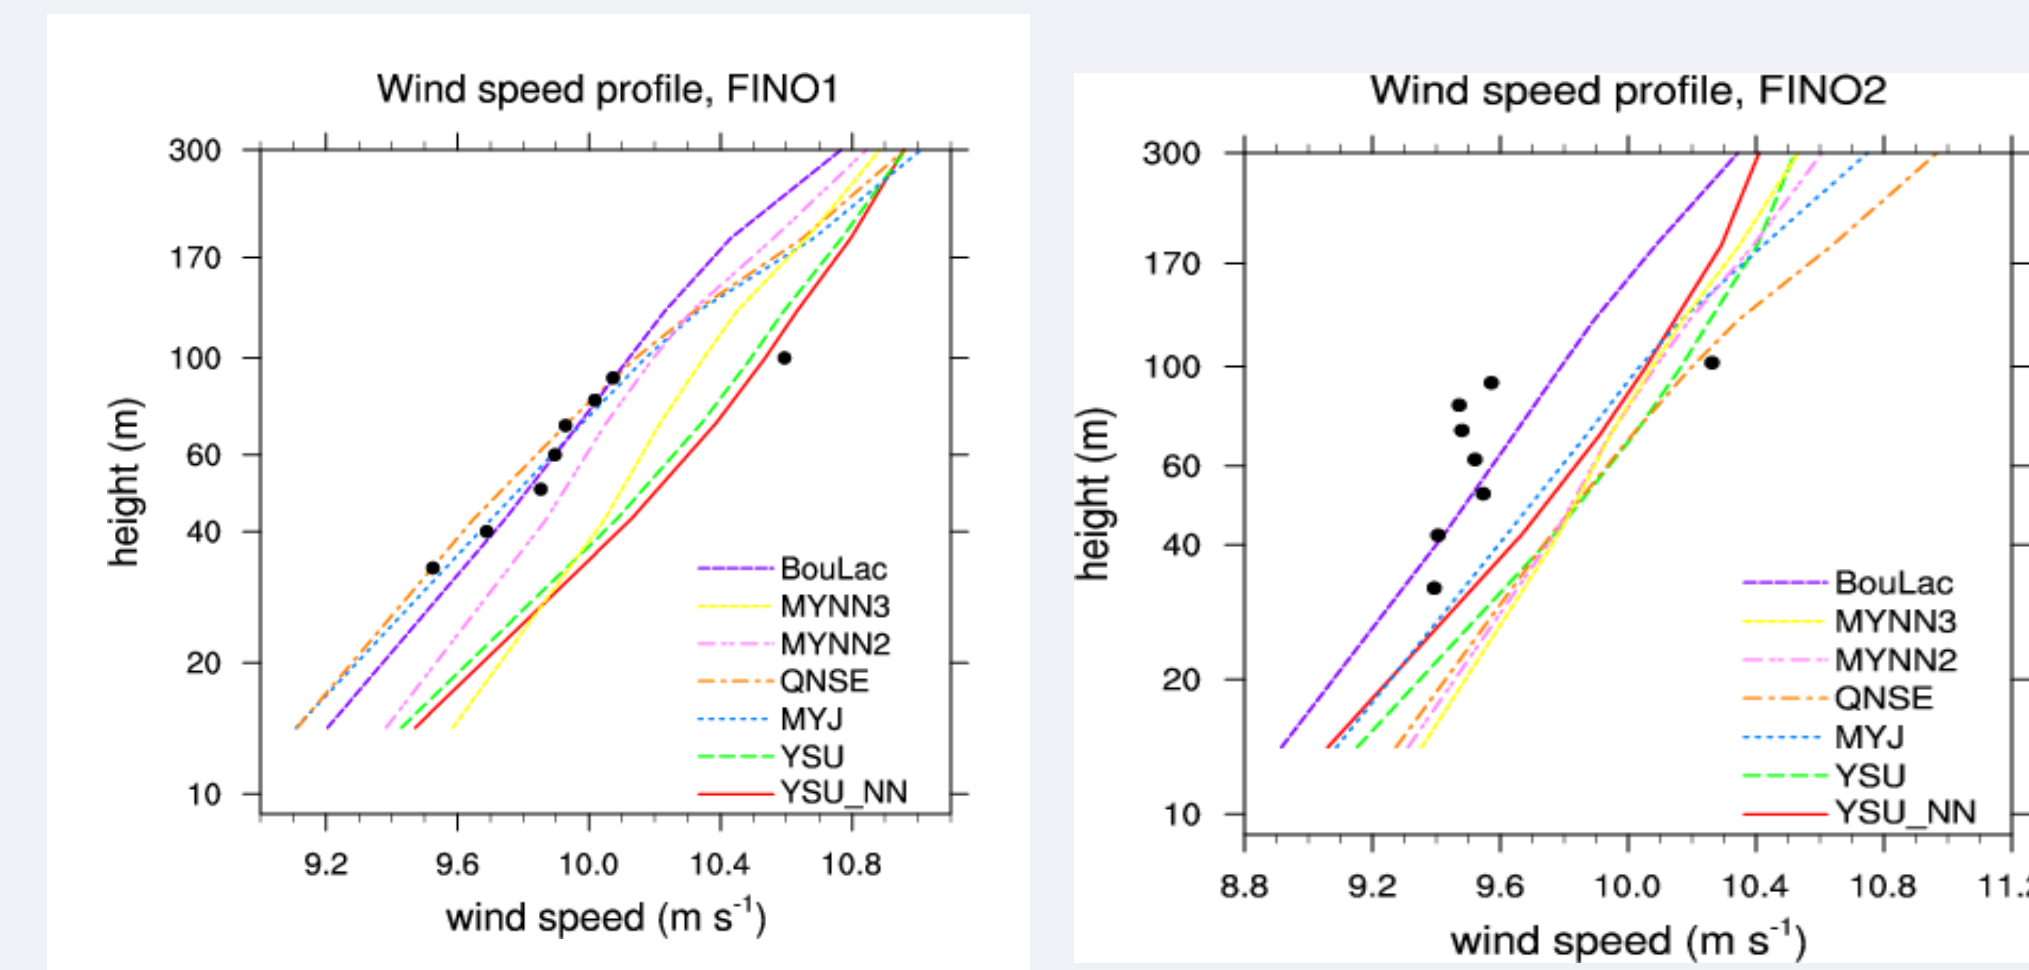 Wind speed profile, FINO1
300
170
100
60
40
20
10
height (m)
BouLac
MYNN3
MYNN2
QNSE
MYJ
YSU
YSU_NN
9.2 9.6 10.0 10.4 10.8
wind speed (m s⁻¹)
Wind speed profile, FINO2
300
170
100
60
40
20
10
height (m)
BouLac
MYNN3
MYNN2
QNSE
MYJ
YSU
YSU_NN
8.8 9.2 9.6 10.0 10.4 10.8
wind speed (m s⁻¹)